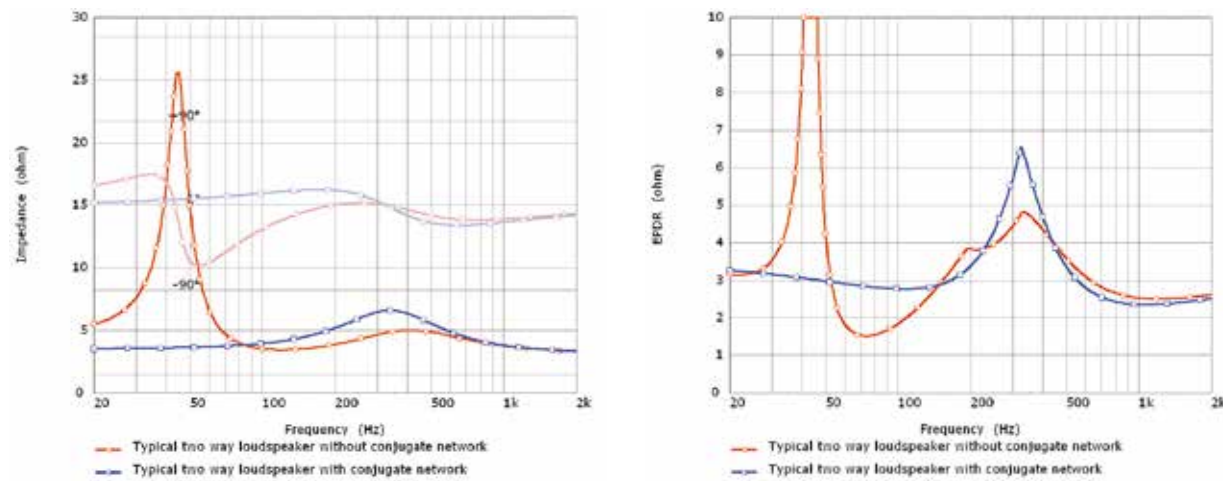 30
25
20
15
10
5
0
Impedance (ohm)
+90°
-90°
20 50 100 200 500 1k 2k
Frequency (Hz)
Typical two way loudspeaker without conjugate network
Typical two way loudspeaker with conjugate network
10
9
8
7
6
5
4
3
2
1
0
EPDR (ohm)
20 50 100 200 500 1k 2k
Frequency (Hz)
Typical two way loudspeaker without conjugate network
Typical two way loudspeaker with conjugate network